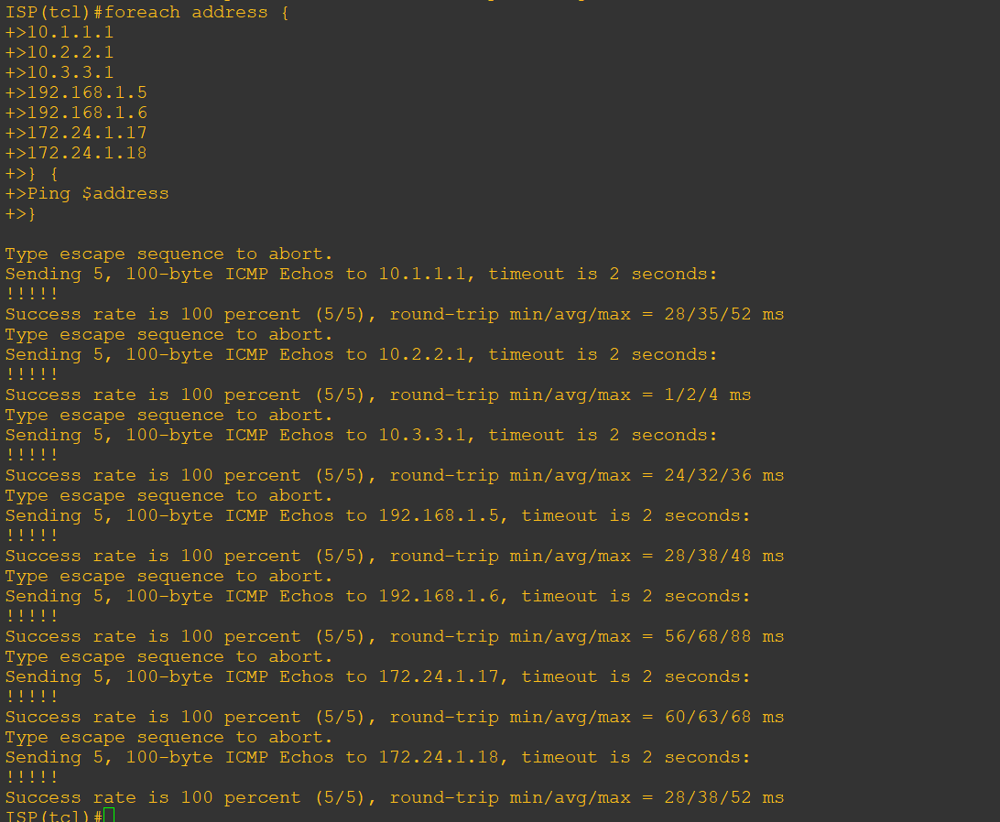 ISP(tcl)#foreach address {
+>10.1.1.1
+>10.2.2.1
+>10.3.3.1
+>192.168.1.5
+>192.168.1.6
+>172.24.1.17
+>172.24.1.18
+>} {
+>Ping $address
+>}
Type escape sequence to abort.
Sending 5, 100-byte ICMP Echos to 10.1.1.1, timeout is 2 seconds:
!!!!!
Success rate is 100 percent (5/5), round-trip min/avg/max = 28/35/52 ms
Type escape sequence to abort.
Sending 5, 100-byte ICMP Echos to 10.2.2.1, timeout is 2 seconds:
!!!!!
Success rate is 100 percent (5/5), round-trip min/avg/max = 1/2/4 ms
Type escape sequence to abort.
Sending 5, 100-byte ICMP Echos to 10.3.3.1, timeout is 2 seconds:
!!!!!
Success rate is 100 percent (5/5), round-trip min/avg/max = 24/32/36 ms
Type escape sequence to abort.
Sending 5, 100-byte ICMP Echos to 192.168.1.5, timeout is 2 seconds:
!!!!!
Success rate is 100 percent (5/5), round-trip min/avg/max = 28/38/48 ms
Type escape sequence to abort.
Sending 5, 100-byte ICMP Echos to 192.168.1.6, timeout is 2 seconds:
!!!!!
Success rate is 100 percent (5/5), round-trip min/avg/max = 56/68/88 ms
Type escape sequence to abort.
Sending 5, 100-byte ICMP Echos to 172.24.1.17, timeout is 2 seconds:
!!!!!
Success rate is 100 percent (5/5), round-trip min/avg/max = 60/63/68 ms
Type escape sequence to abort.
Sending 5, 100-byte ICMP Echos to 172.24.1.18, timeout is 2 seconds:
!!!!!
Success rate is 100 percent (5/5), round-trip min/avg/max = 28/38/52 ms
ISP(tcl)#